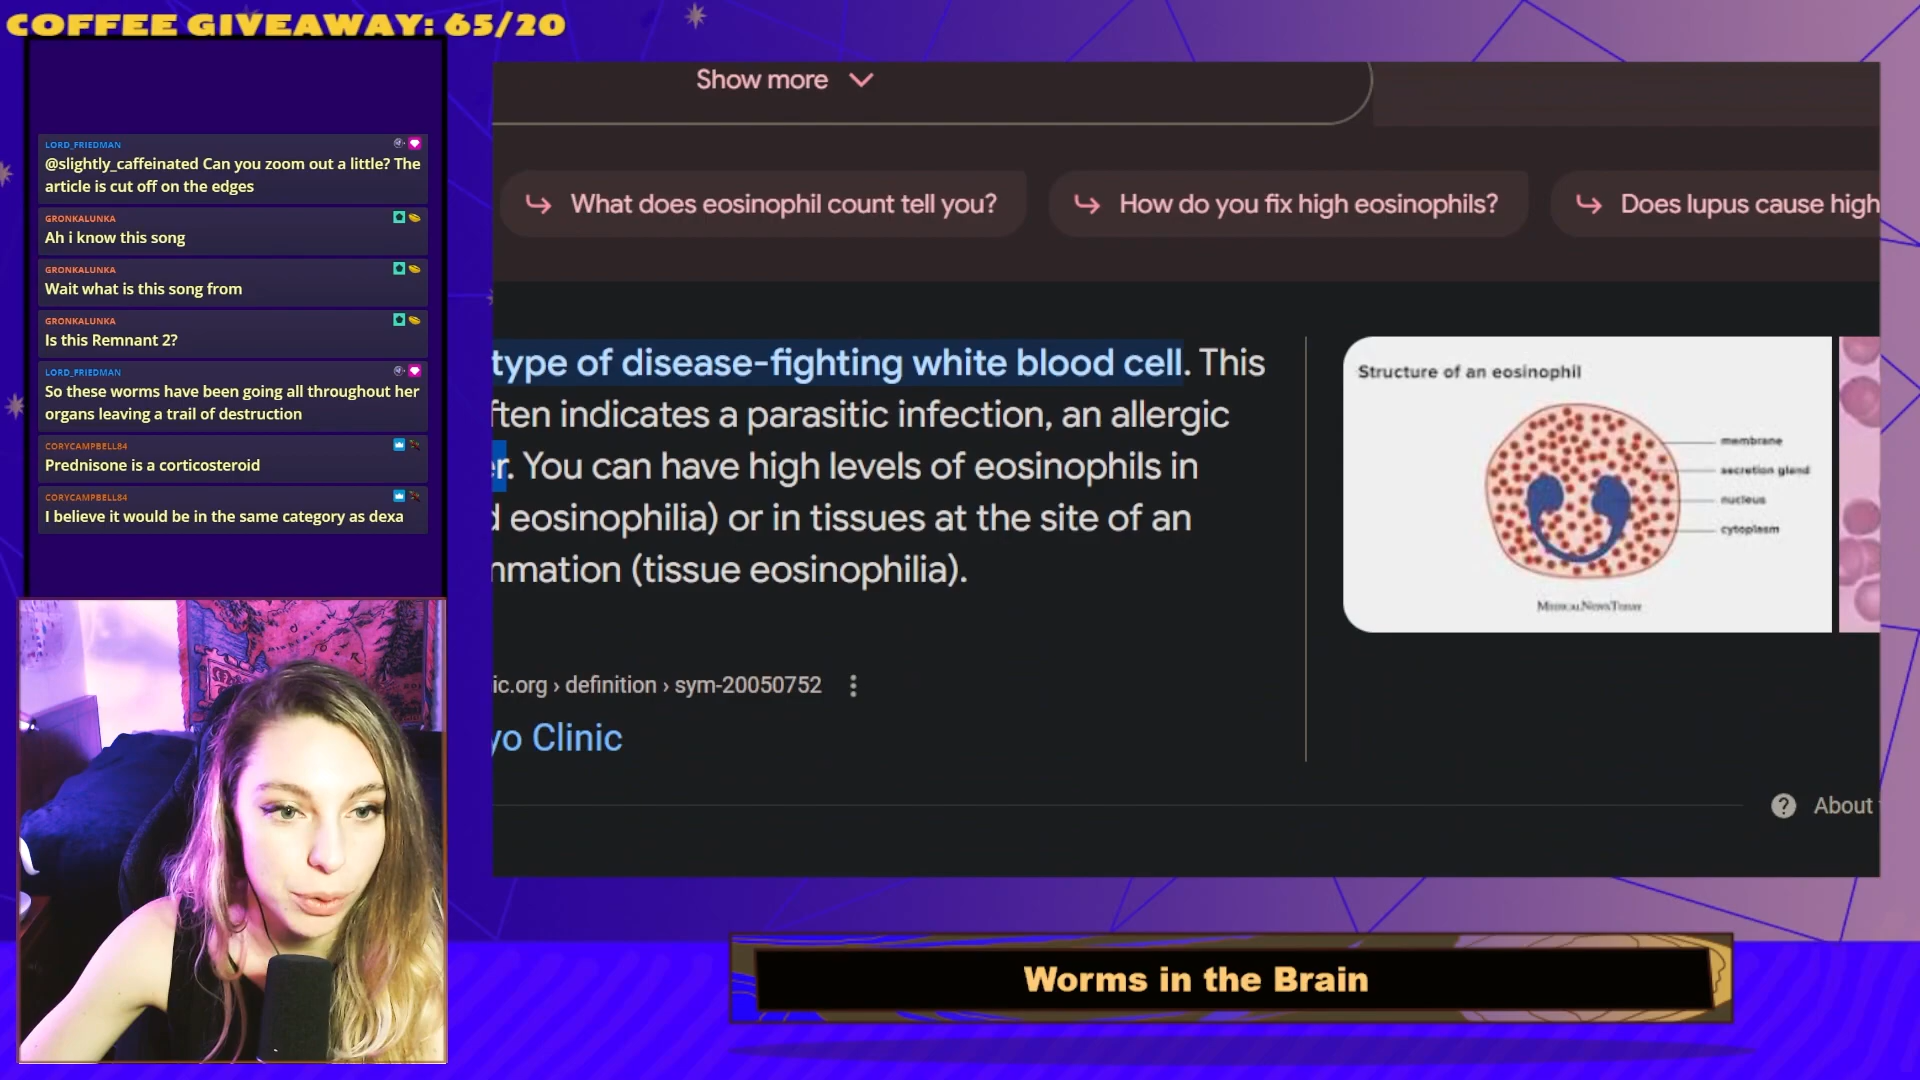 COFFEE GIVEAWAY: 65/20
LORD_FRIEDMAN
@slightly_caffeinated Can you zoom out a little? The
article is cut off on the edges
GRONKALUNKA
Ah i know this song
GRONKALUNKA
Wait what is this song from
GRONKALUNKA
Is this Remnant 2?
LORD_FRIEDMAN
So these worms have been going all throughout her
organs leaving a trail of destruction
CORYCAMPBELL84
Prednisone is a corticosteroid
CORYCAMPBELL84
I believe it would be in the same category as dexa
Show more
What does eosinophil count tell you?
How do you fix high eosinophils?
Does lupus cause high
type of disease-fighting white blood cell. This
ften indicates a parasitic infection, an allergic
r. You can have high levels of eosinophils in
d eosinophilia) or in tissues at the site of an
mmation (tissue eosinophilia).
ic.org › definition › sym-20050752
yo Clinic
Structure of an eosinophil
membrane
secretion gland
nucleus
cytoplasm
MEDICALNEWSTODAY
About
Worms in the Brain